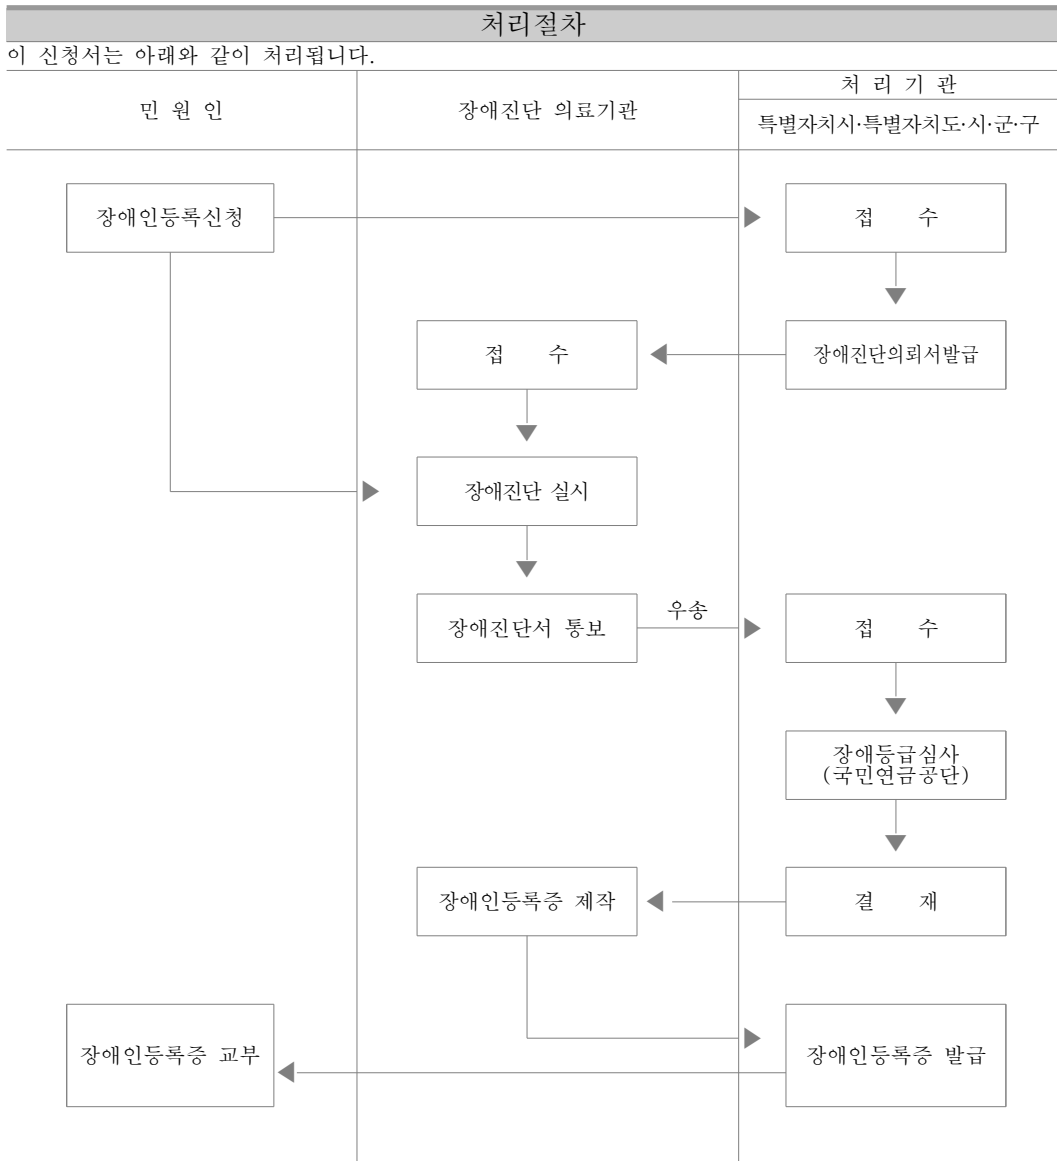 처리절차
이 신청서는 아래와 같이 처리됩니다.
민 원 인
장애진단 의료기관
처 리 기 관
특별자치시·특별자치도·시·군·구
장애인등록신청
접 수
접 수
장애진단의뢰서발급
장애진단 실시
장애진단서 통보
우송
접 수
장애등급심사
(국민연금공단)
장애인등록증 제작
결 재
장애인등록증 교부
장애인등록증 발급